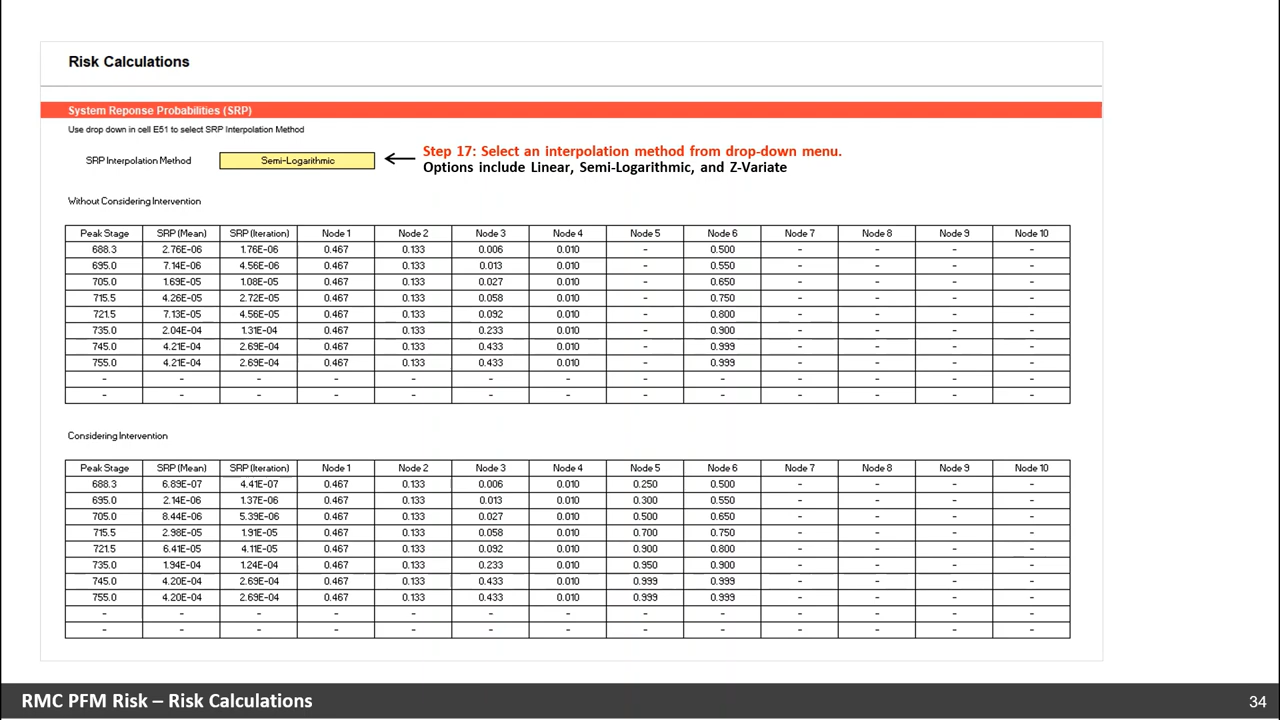 Risk Calculations
System Reponse Probabilities (SRP)
Use drop down in cell E51 to select SRP Interpolation Method
SRP Interpolation Method Semi-Logarithmic Step 17: Select an interpolation method from drop-down menu.
Options include Linear, Semi-Logarithmic, and Z-Variate
Without Considering Intervention
Peak Stage SRP (Mean) SRP (Iteration) Node 1 Node 2 Node 3 Node 4 Node 5 Node 6 Node 7 Node 8 Node 9 Node 10
688.3 2.76E-06 1.76E-06 0.467 0.133 0.006 0.010 - 0.500 - - - -
695.0 7.14E-06 4.56E-06 0.467 0.133 0.013 0.010 - 0.550 - - - -
705.0 1.69E-05 1.08E-05 0.467 0.133 0.027 0.010 - 0.650 - - - -
715.5 4.26E-05 2.72E-05 0.467 0.133 0.058 0.010 - 0.750 - - - -
721.5 7.13E-05 4.56E-05 0.467 0.133 0.092 0.010 - 0.800 - - - -
735.0 2.04E-04 1.31E-04 0.467 0.133 0.233 0.010 - 0.900 - - - -
745.0 4.21E-04 2.69E-04 0.467 0.133 0.433 0.010 - 0.999 - - - -
755.0 4.21E-04 2.69E-04 0.467 0.133 0.433 0.010 - 0.999 - - - -
- - - - - - - - - - - - -
- - - - - - - - - - - - -
Considering Intervention
Peak Stage SRP (Mean) SRP (Iteration) Node 1 Node 2 Node 3 Node 4 Node 5 Node 6 Node 7 Node 8 Node 9 Node 10
688.3 6.89E-07 4.41E-07 0.467 0.133 0.006 0.010 0.250 0.500 - - - -
695.0 2.14E-06 1.37E-06 0.467 0.133 0.013 0.010 0.300 0.550 - - - -
705.0 8.44E-06 5.39E-06 0.467 0.133 0.027 0.010 0.500 0.650 - - - -
715.5 2.98E-05 1.91E-05 0.467 0.133 0.058 0.010 0.700 0.750 - - - -
721.5 6.41E-05 4.11E-05 0.467 0.133 0.092 0.010 0.900 0.800 - - - -
735.0 1.94E-04 1.24E-04 0.467 0.133 0.233 0.010 0.950 0.900 - - - -
745.0 4.20E-04 2.69E-04 0.467 0.133 0.433 0.010 0.999 0.999 - - - -
755.0 4.20E-04 2.69E-04 0.467 0.133 0.433 0.010 0.999 0.999 - - - -
- - - - - - - - - - - - -
- - - - - - - - - - - - -
RMC PFM Risk – Risk Calculations 34